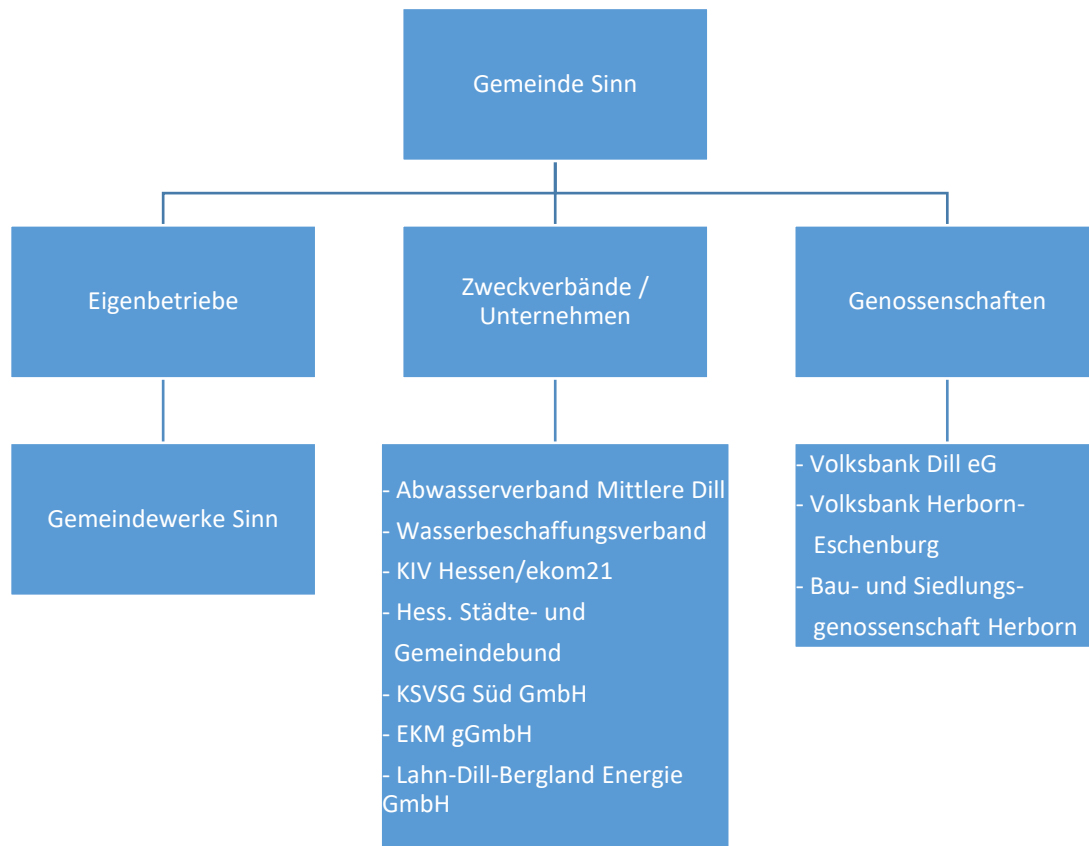 Gemeinde Sinn
Eigenbetriebe
Zweckverbände /
Unternehmen
Genossenschaften
Gemeindewerke Sinn
- Abwasserverband Mittlere Dill
- Wasserbeschaffungsverband
- KIV Hessen/ekom21
- Hess. Städte- und
Gemeindebund
- KSVSG Süd GmbH
- EKM gGmbH
- Lahn-Dill-Bergland Energie
GmbH
- Volksbank Dill eG
- Volksbank Herborn-
Eschenburg
- Bau- und Siedlungs-
genossenschaft Herborn